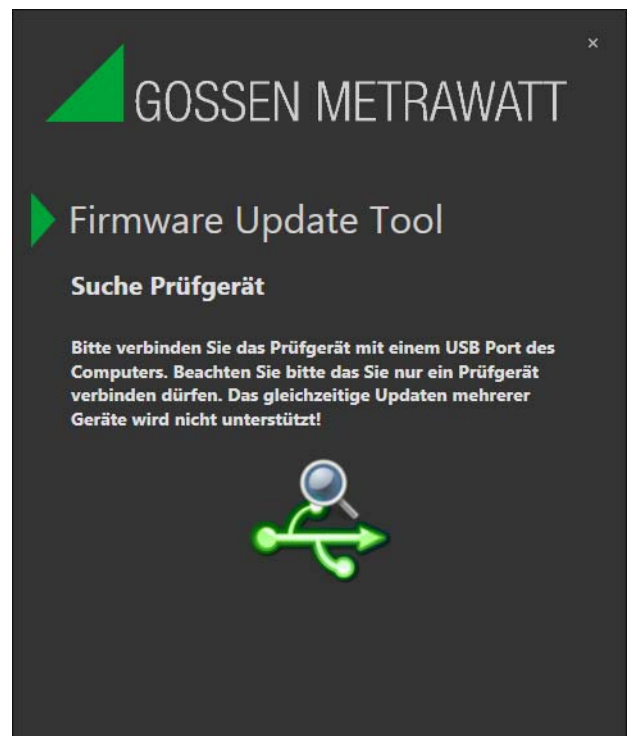 GOSSEN METRAWATT
Firmware Update Tool
Suche Prüfgerät
Bitte verbinden Sie das Prüfgerät mit einem USB Port des
Computers. Beachten Sie bitte das Sie nur ein Prüfgerät
verbinden dürfen. Das gleichzeitige Updaten mehrerer
Geräte wird nicht unterstützt!